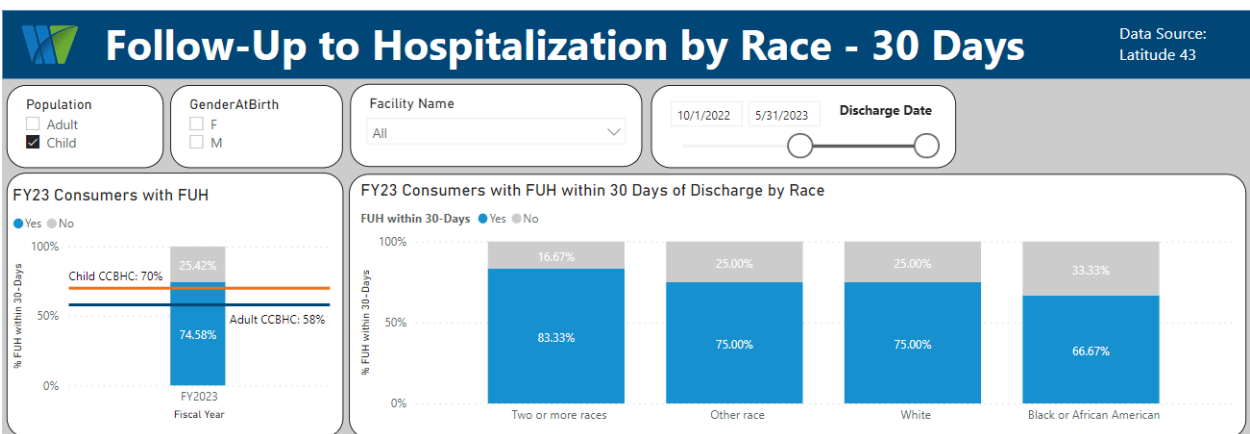 Follow-Up to Hospitalization by Race - 30 Days
Data Source:
Latitude 43
Population
Adult
Child
GenderAtBirth
F
M
Facility Name
All
10/1/2022
5/31/2023
Discharge Date
FY23 Consumers with FUH
Yes No
100%
50%
0%
% FUH within 30-Days
25.42%
Child CCBHC: 70%
Adult CCBHC: 58%
74.58%
FY2023
Fiscal Year
FY23 Consumers with FUH within 30 Days of Discharge by Race
FUH within 30-Days Yes No
100%
50%
0%
% FUH within 30-Days
16.67%
25.00%
25.00%
33.33%
83.33%
75.00%
75.00%
66.67%
Two or more races
Other race
White
Black or African American